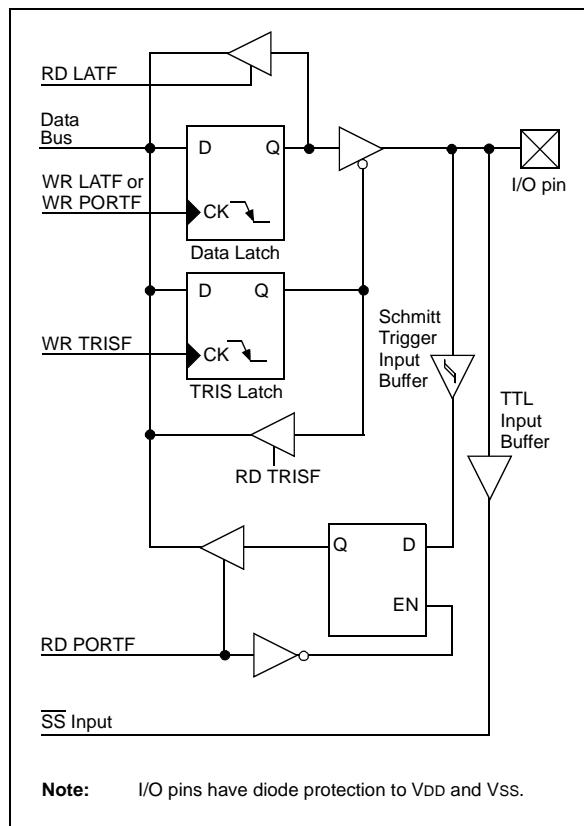 RD LATF
Data
Bus
D Q
I/O pin
WR LATF or
WR PORTF
CK
Data Latch
D Q
WR TRISF
CK
TRIS Latch
Schmitt
Trigger
Input
Buffer
TTL
Input
Buffer
RD TRISF
Q D
EN
RD PORTF
S̅S̅ Input
Note: I/O pins have diode protection to VDD and VSS.